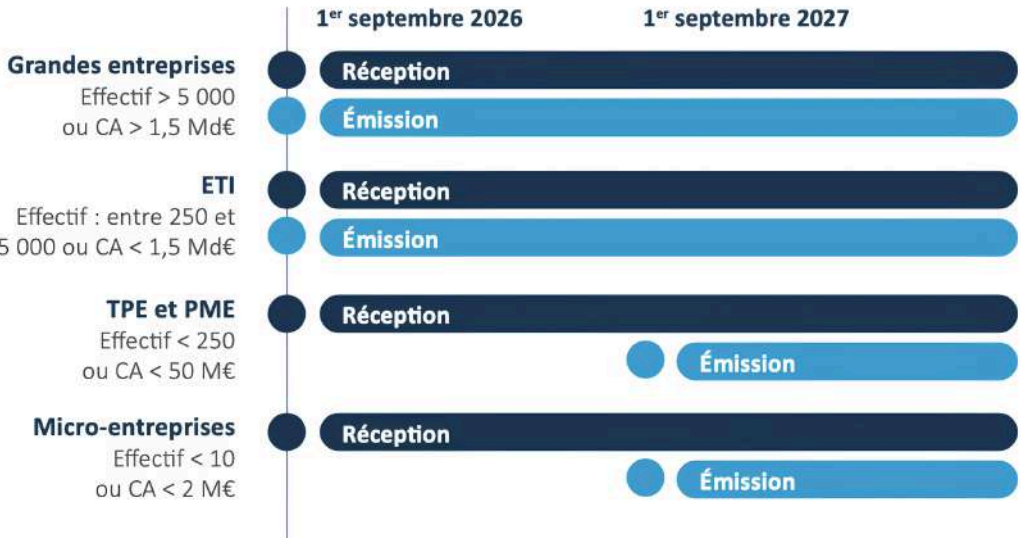 1er septembre 2026
1er septembre 2027
Grandes entreprises
Effectif > 5 000
ou CA > 1,5 Md€
Réception
Émission
ETI
Effectif : entre 250 et
5 000 ou CA < 1,5 Md€
Réception
Émission
TPE et PME
Effectif < 250
ou CA < 50 M€
Réception
Émission
Micro-entreprises
Effectif < 10
ou CA < 2 M€
Réception
Émission